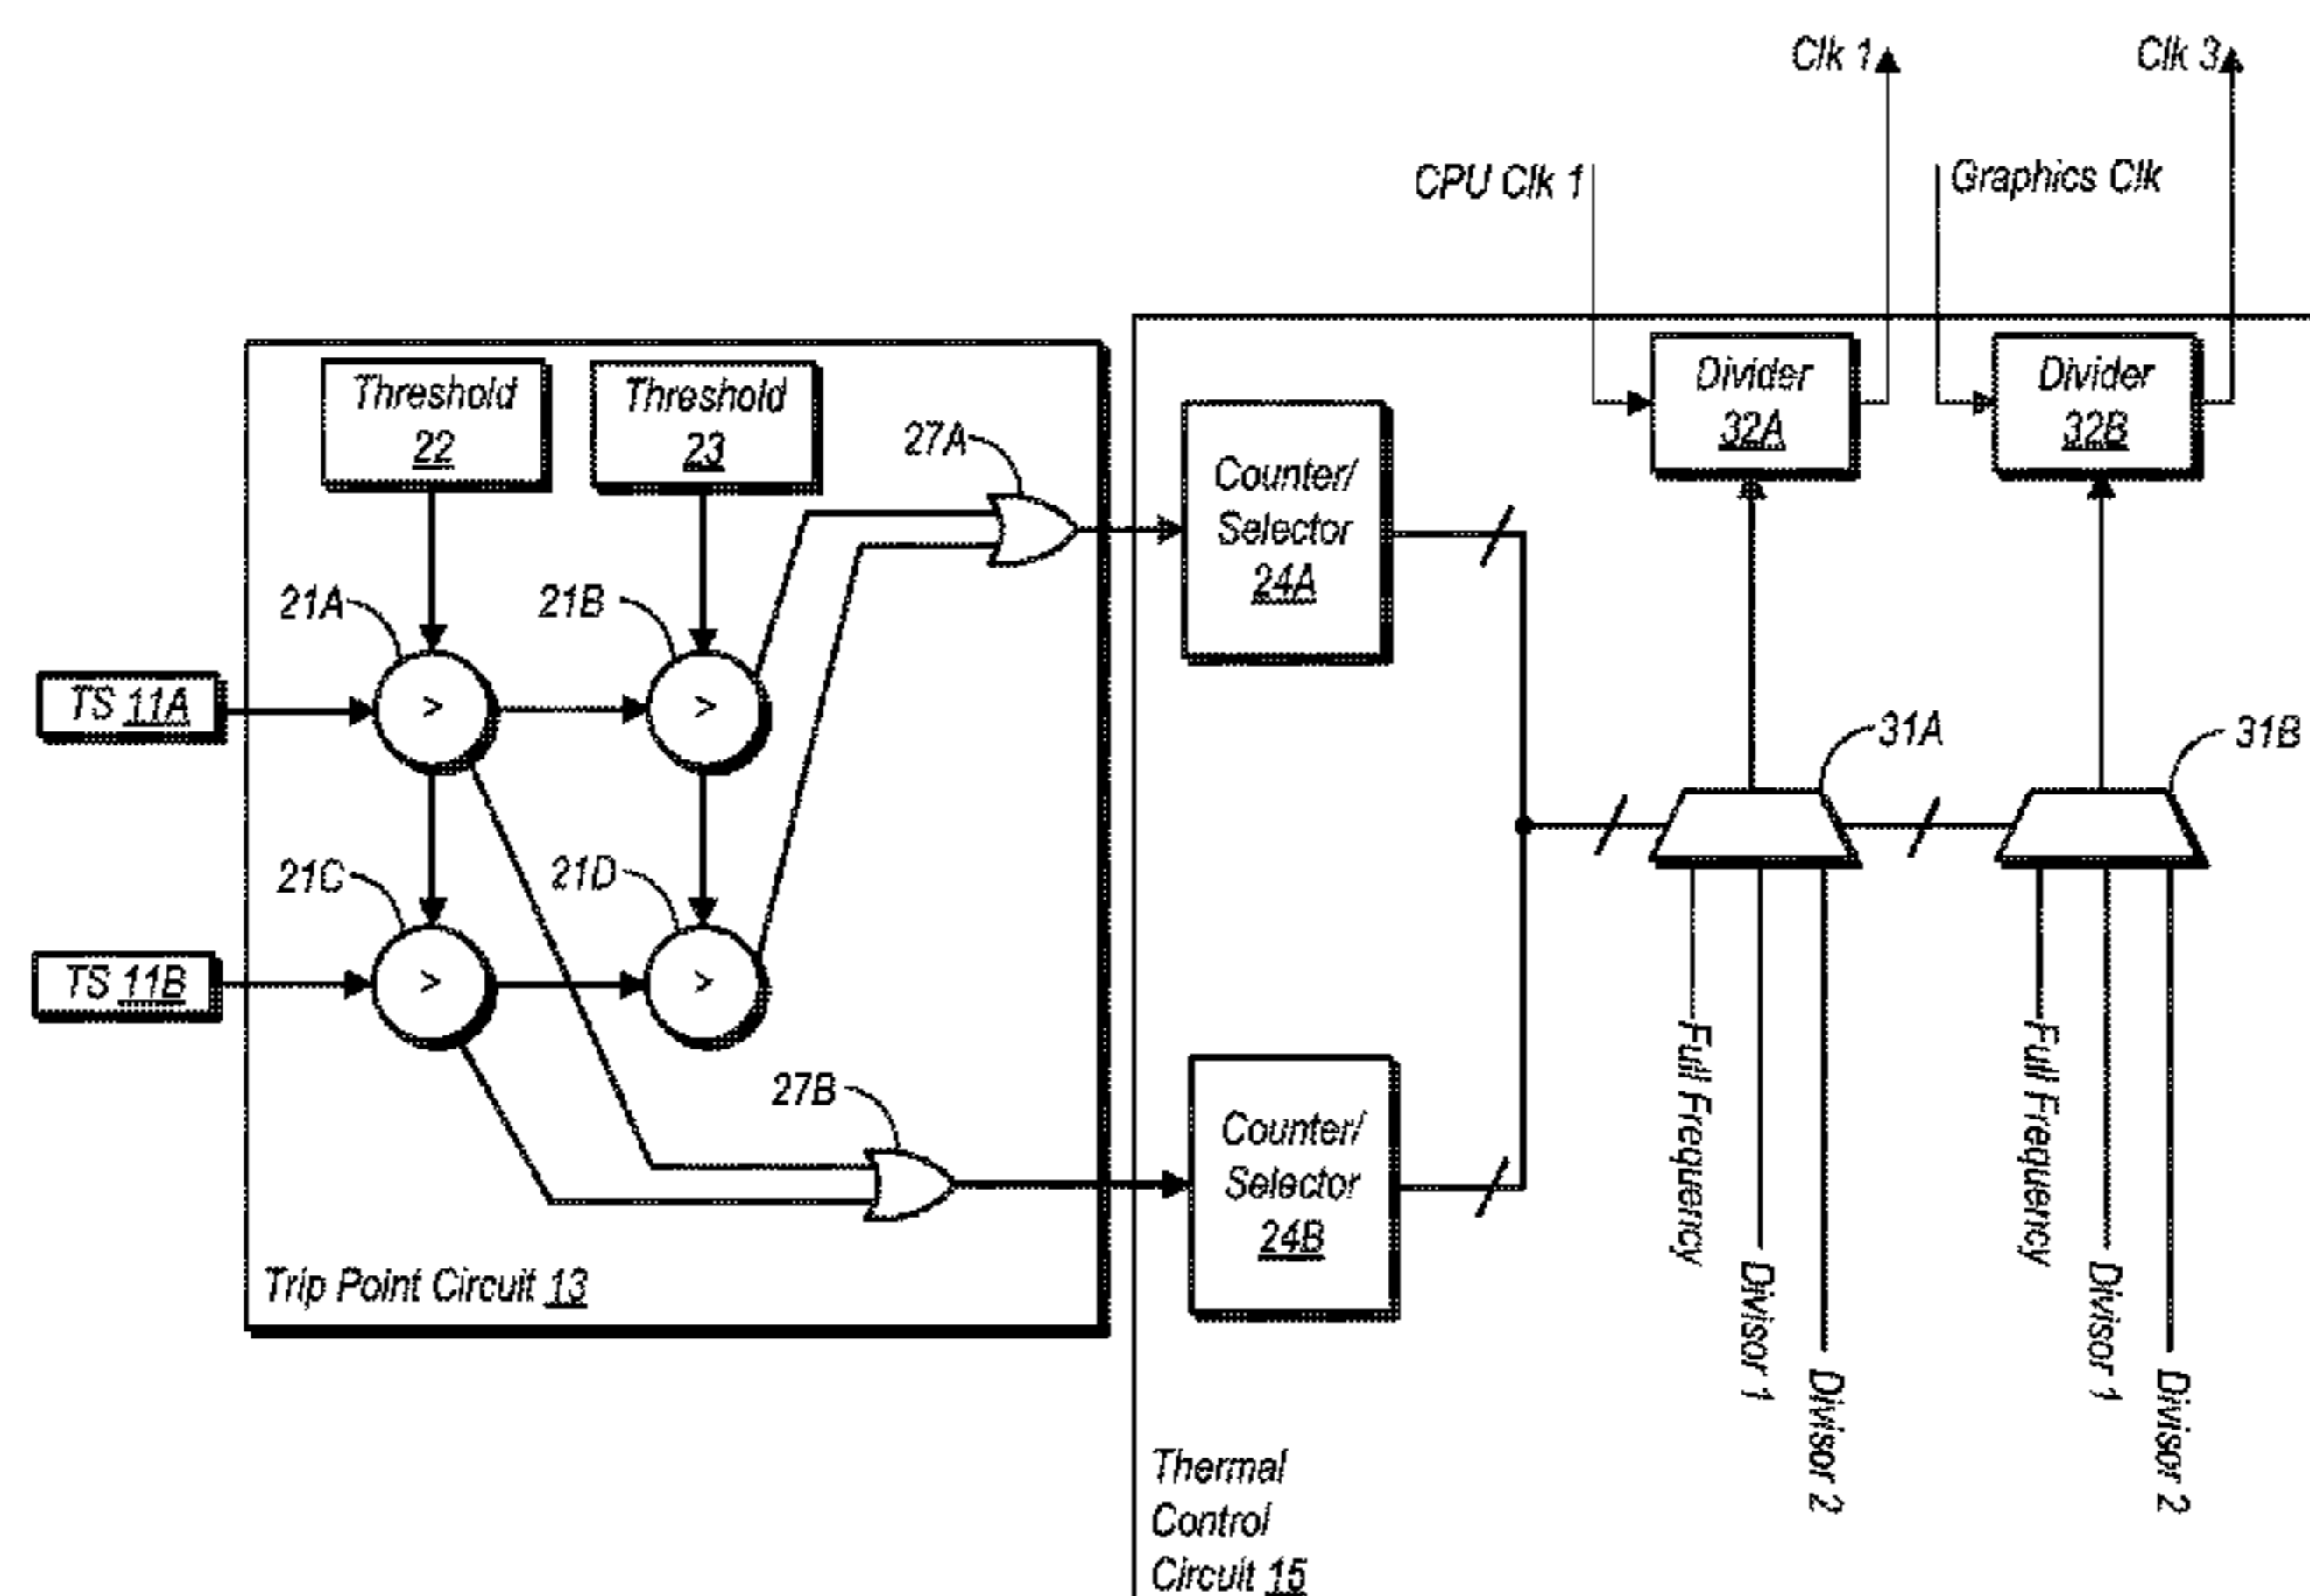 Clk 1
Clk 3
CPU Clk 1
Graphics Clk
Threshold
22
Threshold
23
Divider
32A
Divider
32B
27A
Counter/
Selector
24A
21A
21B
TS 11A
>
>
31A
31B
21C
21D
TS 11B
>
>
27B
Counter/
Selector
24B
Full Frequency
Divisor 1
Divisor 2
Full Frequency
Divisor 1
Divisor 2
Trip Point Circuit 13
Thermal
Control
Circuit 15